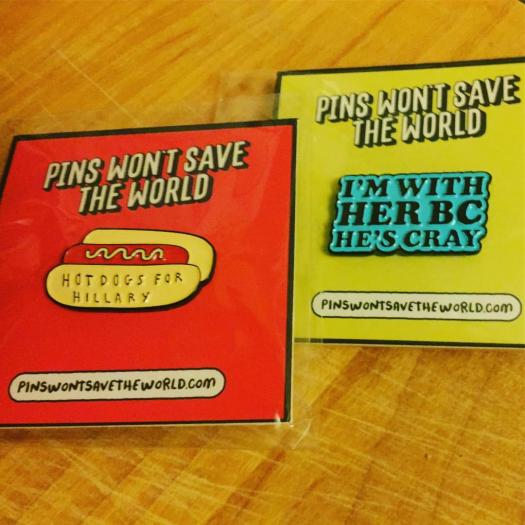 PINS WON'T SAVE
THE WORLD
HOT DOGS FOR
HILLARY
PINSWONTSAVETHEWORLD.COM
PINS WON'T SAVE
THE WORLD
I'M WITH
HER BC
HE'S CRAY
PINSWONTSAVETHEWORLD.COM